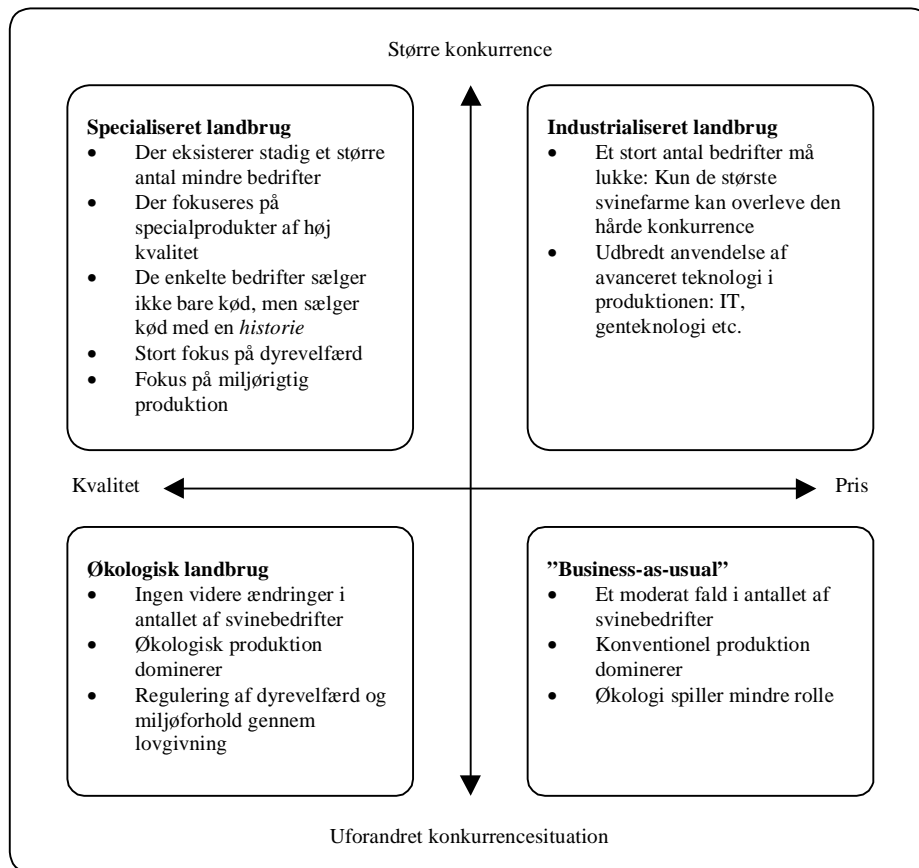 Større konkurrence
Specialiseret landbrug
• Der eksisterer stadig et større
antal mindre bedrifter
• Der fokuseres på
specialprodukter af høj
kvalitet
• De enkelte bedrifter sælger
ikke bare kød, men sælger
kød med en historie
• Stort fokus på dyrevelfærd
• Fokus på miljørigtig
produktion
Industrialiseret landbrug
• Et stort antal bedrifter må
lukke: Kun de største
svinefarme kan overleve den
hårde konkurrence
• Udbredt anvendelse af
avanceret teknologi i
produktionen: IT,
genteknologi etc.
Kvalitet
Pris
Økologisk landbrug
• Ingen videre ændringer i
antallet af svinebedrifter
• Økologisk produktion
dominerer
• Regulering af dyrevelfærd og
miljøforhold gennem
lovgivning
”Business-as-usual”
• Et moderat fald i antallet af
svinebedrifter
• Konventionel produktion
dominerer
• Økologi spiller mindre rolle
Uforandret konkurrencesituation